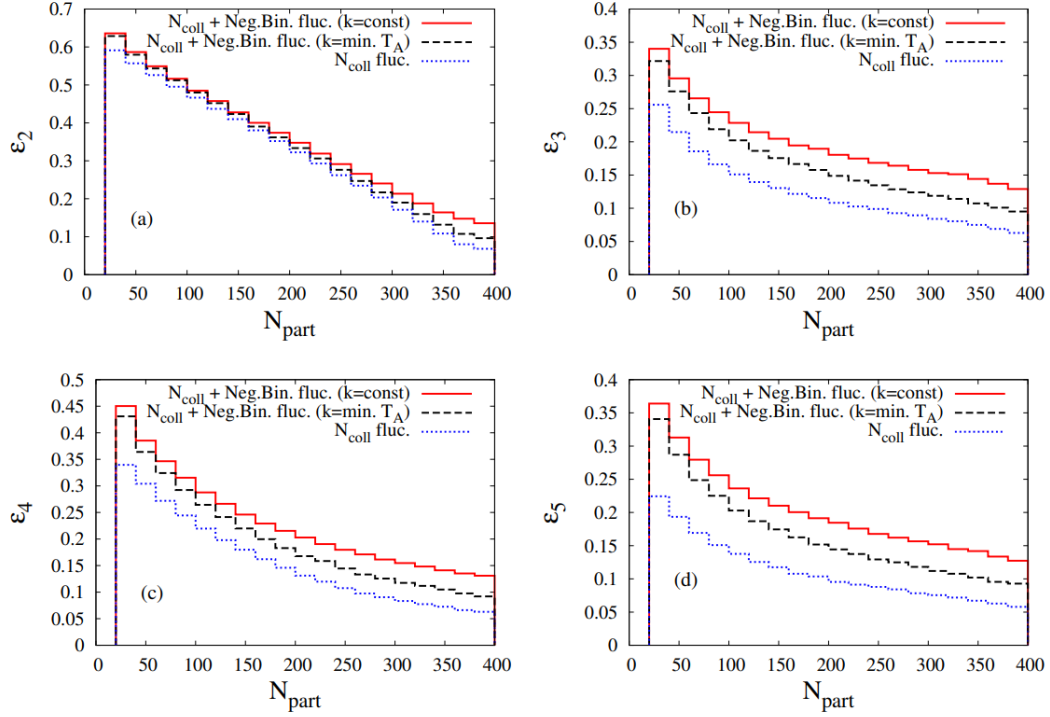 N_coll + Neg.Bin. fluc. (k=const)
N_coll + Neg.Bin. fluc. (k=min. T_A)
N_coll fluc.
0.7
0.6
0.5
0.4
0.3
0.2
0.1
0
ε_2
(a)
0 50 100 150 200 250 300 350 400
N_part
N_coll + Neg.Bin. fluc. (k=const)
N_coll + Neg.Bin. fluc. (k=min. T_A)
N_coll fluc.
0.4
0.35
0.3
0.25
0.2
0.15
0.1
0.05
0
ε_3
(b)
0 50 100 150 200 250 300 350 400
N_part
N_coll + Neg.Bin. fluc. (k=const)
N_coll + Neg.Bin. fluc. (k=min. T_A)
N_coll fluc.
0.5
0.45
0.4
0.35
0.3
0.25
0.2
0.15
0.1
0.05
0
ε_4
(c)
0 50 100 150 200 250 300 350 400
N_part
N_coll + Neg.Bin. fluc. (k=const)
N_coll + Neg.Bin. fluc. (k=min. T_A)
N_coll fluc.
0.4
0.35
0.3
0.25
0.2
0.15
0.1
0.05
0
ε_5
(d)
0 50 100 150 200 250 300 350 400
N_part